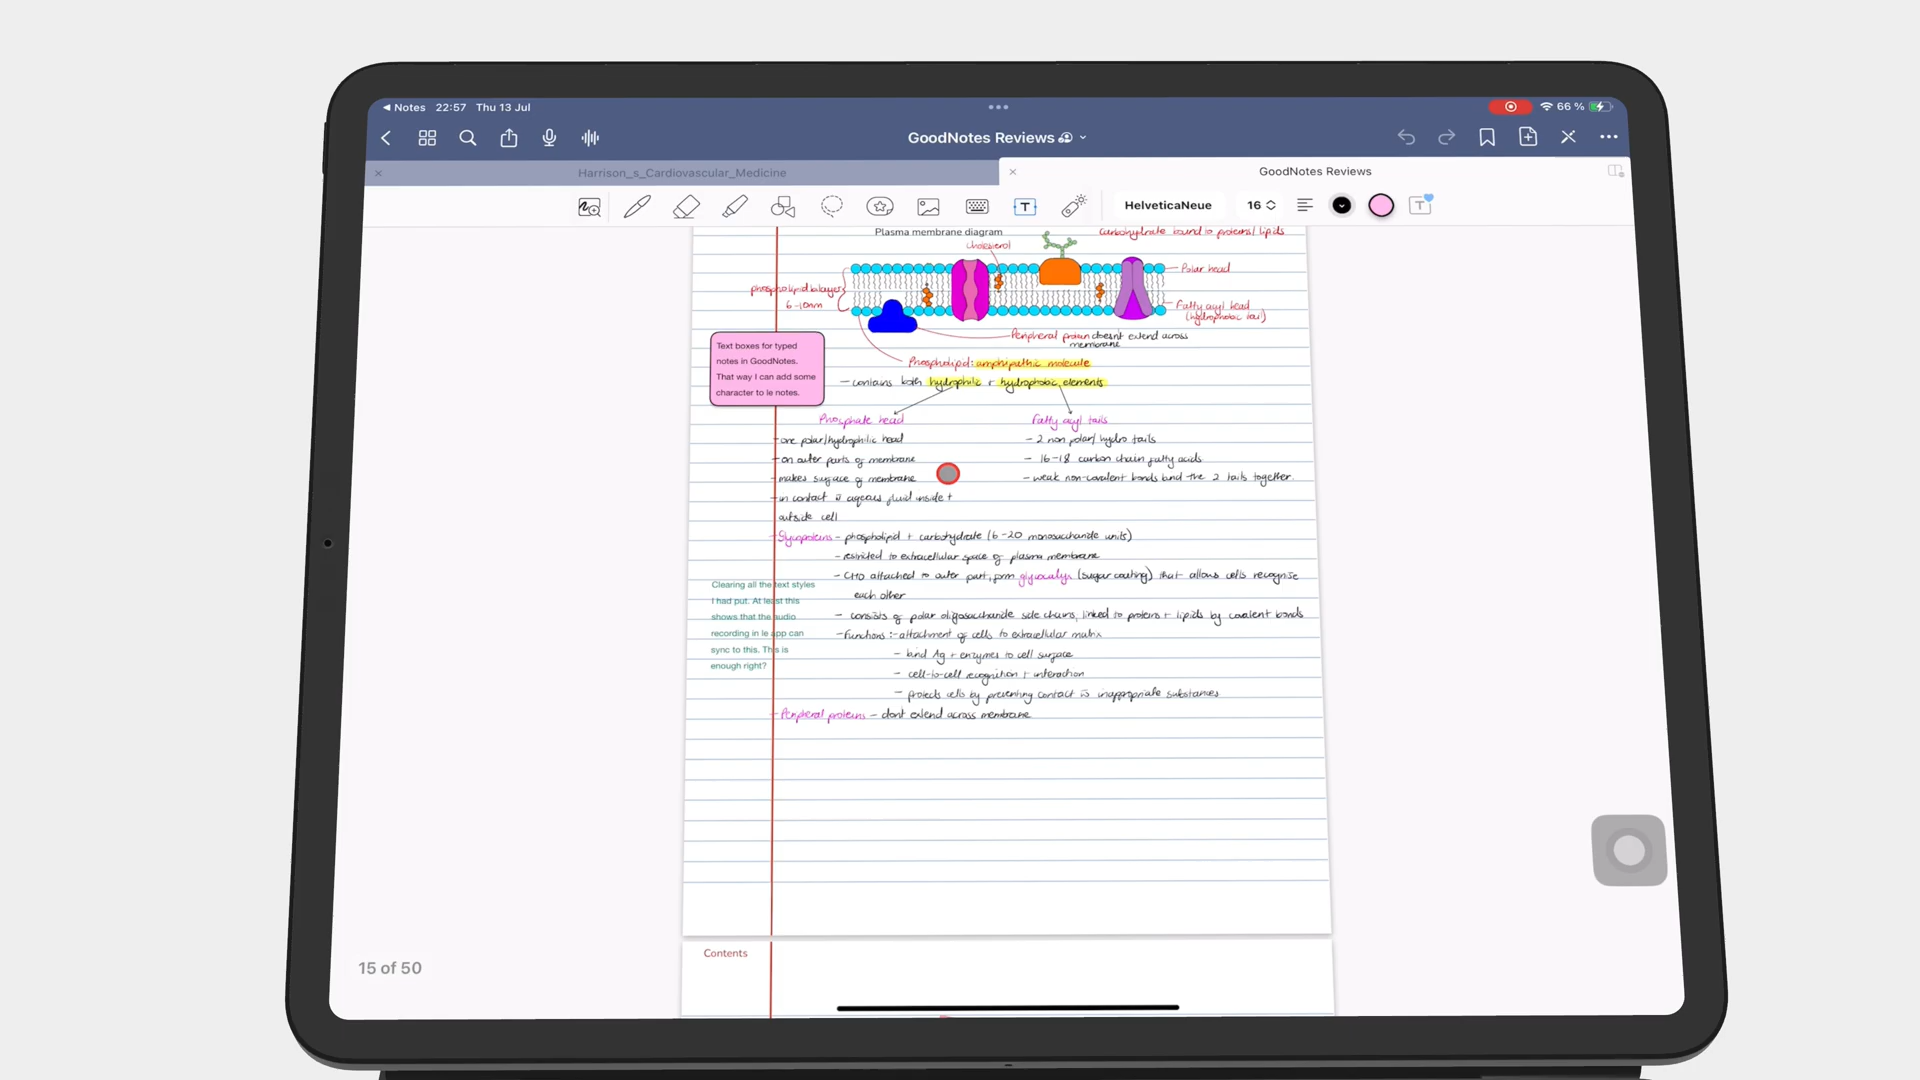 Notes 22:57 Thu 13 Jul
66 %
GoodNotes Reviews
Harrison_s_Cardiovascular_Medicine
GoodNotes Reviews
HelveticaNeue 16
Plasma membrane diagram
carbohydrate bound to proteins/ lipids
cholesterol
Polar head
phospholipid bilayer
6-10nm
Fatty acyl head
(hydrophobic tail)
Peripheral protein doesn't extend across
membrane
Text boxes for typed
notes in GoodNotes.
That way I can add some
character to le notes.
Phospholipid: amphipathic molecule
- contains both hydrophilic + hydrophobic elements
Phosphate head
- one polar/hydrophilic head
- on outer parts of membrane
- makes surface of membrane
- in contact w aqueous fluid inside +
outside cell
Fatty acyl tails
- 2 non polar/ hydro tails
- 16-18 carbon chain fatty acids
- weak non-covalent bonds bind the 2 tails together.
- Glycoproteins - phospholipid + carbohydrate (6-20 monosaccharide units)
- restricted to extracellular space of plasma membrane
- CHO attached to outer part, form glycocalyx (sugar coating) that allows cells recognise
each other
- consists of polar oligosaccharide side chains, linked to proteins + lipids by covalent bonds
- Functions :- attachment of cells to extracellular matrix
- bind Ag + enzymes to cell surface
- cell-to-cell recognition + interaction
- protects cells by preventing contact w inappropriate substances
- Peripheral proteins - dont extend across membrane
Clearing all the text styles
I had put. At least this
shows that the audio
recording in le app can
sync to this. This is
enough right?
Contents
15 of 50